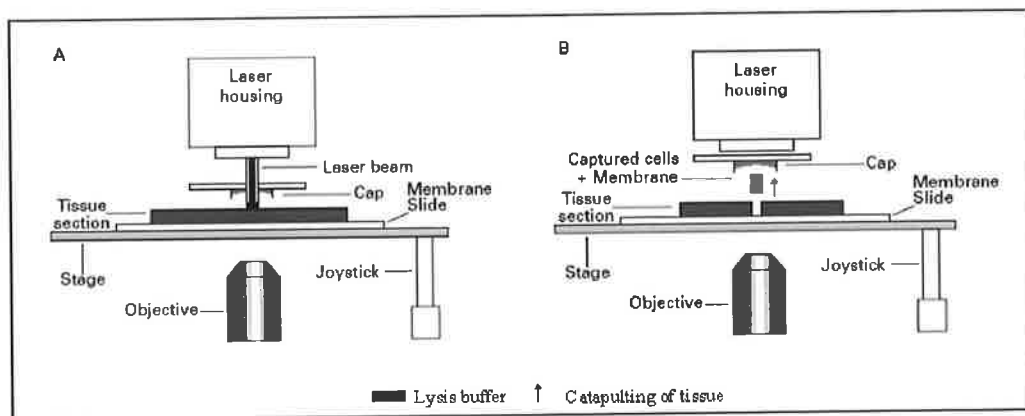 A
Laser
housing
Laser beam
Cap
Membrane
Slide
Tissue
section
Stage
Joystick
Objective
B
Laser
housing
Captured cells
+ Membrane
Cap
Membrane
Slide
Tissue
section
Stage
Joystick
Objective
Lysis buffer ↑ Catapulting of tissue